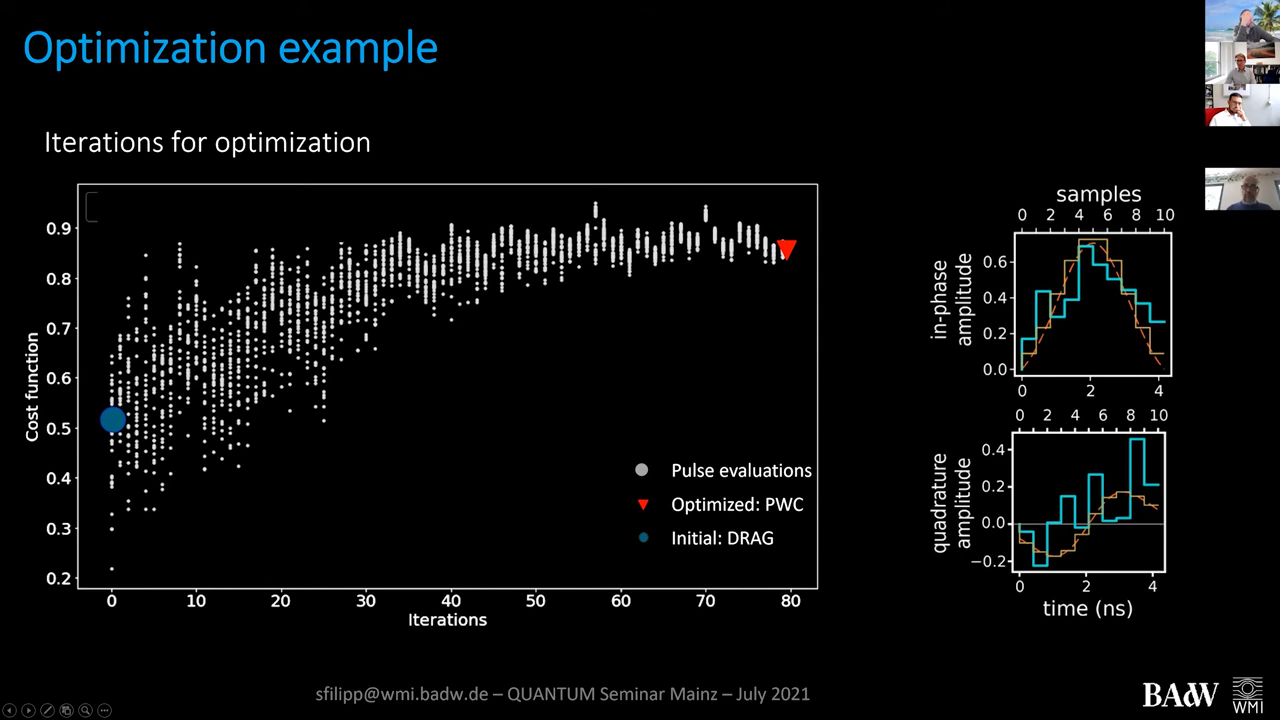 Optimization example
Iterations for optimization
Cost function
0.9
0.8
0.7
0.6
0.5
0.4
0.3
0.2
0 10 20 30 40 50 60 70 80
Iterations
Pulse evaluations
Optimized: PWC
Initial: DRAG
samples
0 2 4 6 8 10
in-phase
amplitude
0.6
0.4
0.2
0.0
0 2 4
0 2 4 6 8 10
quadrature
amplitude
0.4
0.2
0.0
−0.2
0 2 4
time (ns)
sfilipp@wmi.badw.de – QUANTUM Seminar Mainz – July 2021
BAdW
WMI